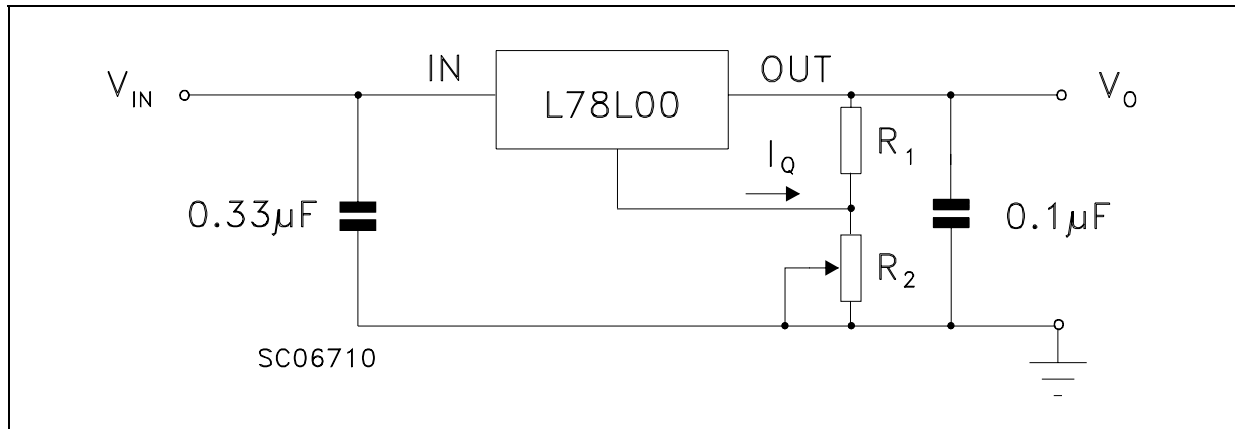 V_IN
IN
L78L00
OUT
V_O
R_1
I_Q
0.33μF
0.1μF
R_2
SC06710